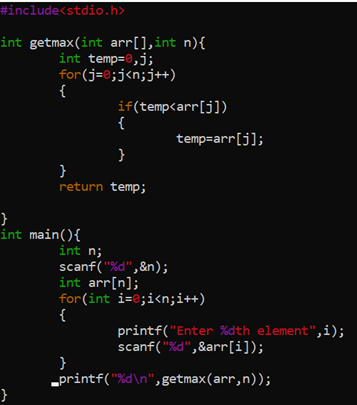 #include<stdio.h>
int getmax(int arr[],int n){
int temp=0,j;
for(j=0;j<n;j++)
{
if(temp<arr[j])
{
temp=arr[j];
}
}
return temp;
}
int main(){
int n;
scanf("%d",&n);
int arr[n];
for(int i=0;i<n;i++)
{
printf("Enter %dth element",i);
scanf("%d",&arr[i]);
}
printf("%d\n",getmax(arr,n));
}